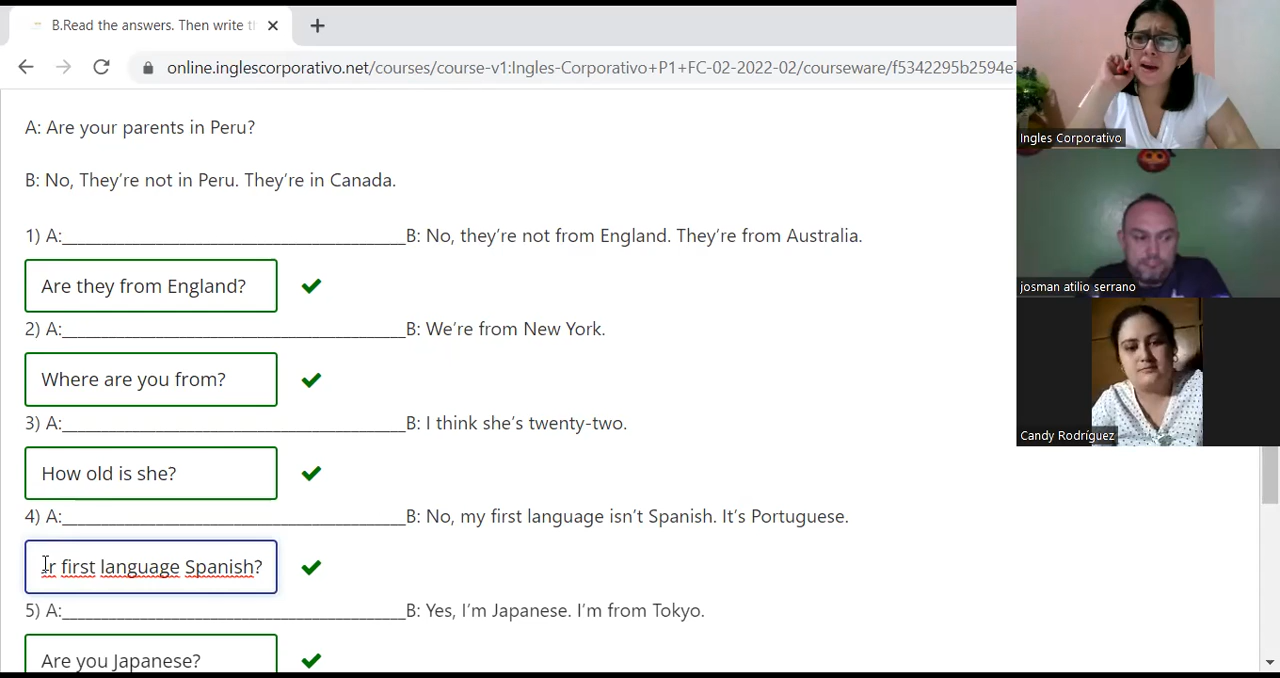 B.Read the answers. Then write
online.inglescorporativo.net/courses/course-v1:Ingles-Corporativo+P1+FC-02-2022-02/courseware/f5342295b2594e
A: Are your parents in Peru?
B: No, They're not in Peru. They're in Canada.
1) A:____________________________________B: No, they're not from England. They're from Australia.
Are they from England?
2) A:____________________________________B: We're from New York.
Where are you from?
3) A:____________________________________B: I think she's twenty-two.
How old is she?
4) A:____________________________________B: No, my first language isn't Spanish. It's Portuguese.
r first language Spanish?
5) A:____________________________________B: Yes, I'm Japanese. I'm from Tokyo.
Are you Japanese?
Ingles Corporativo
josman atilio serrano
Candy Rodríguez